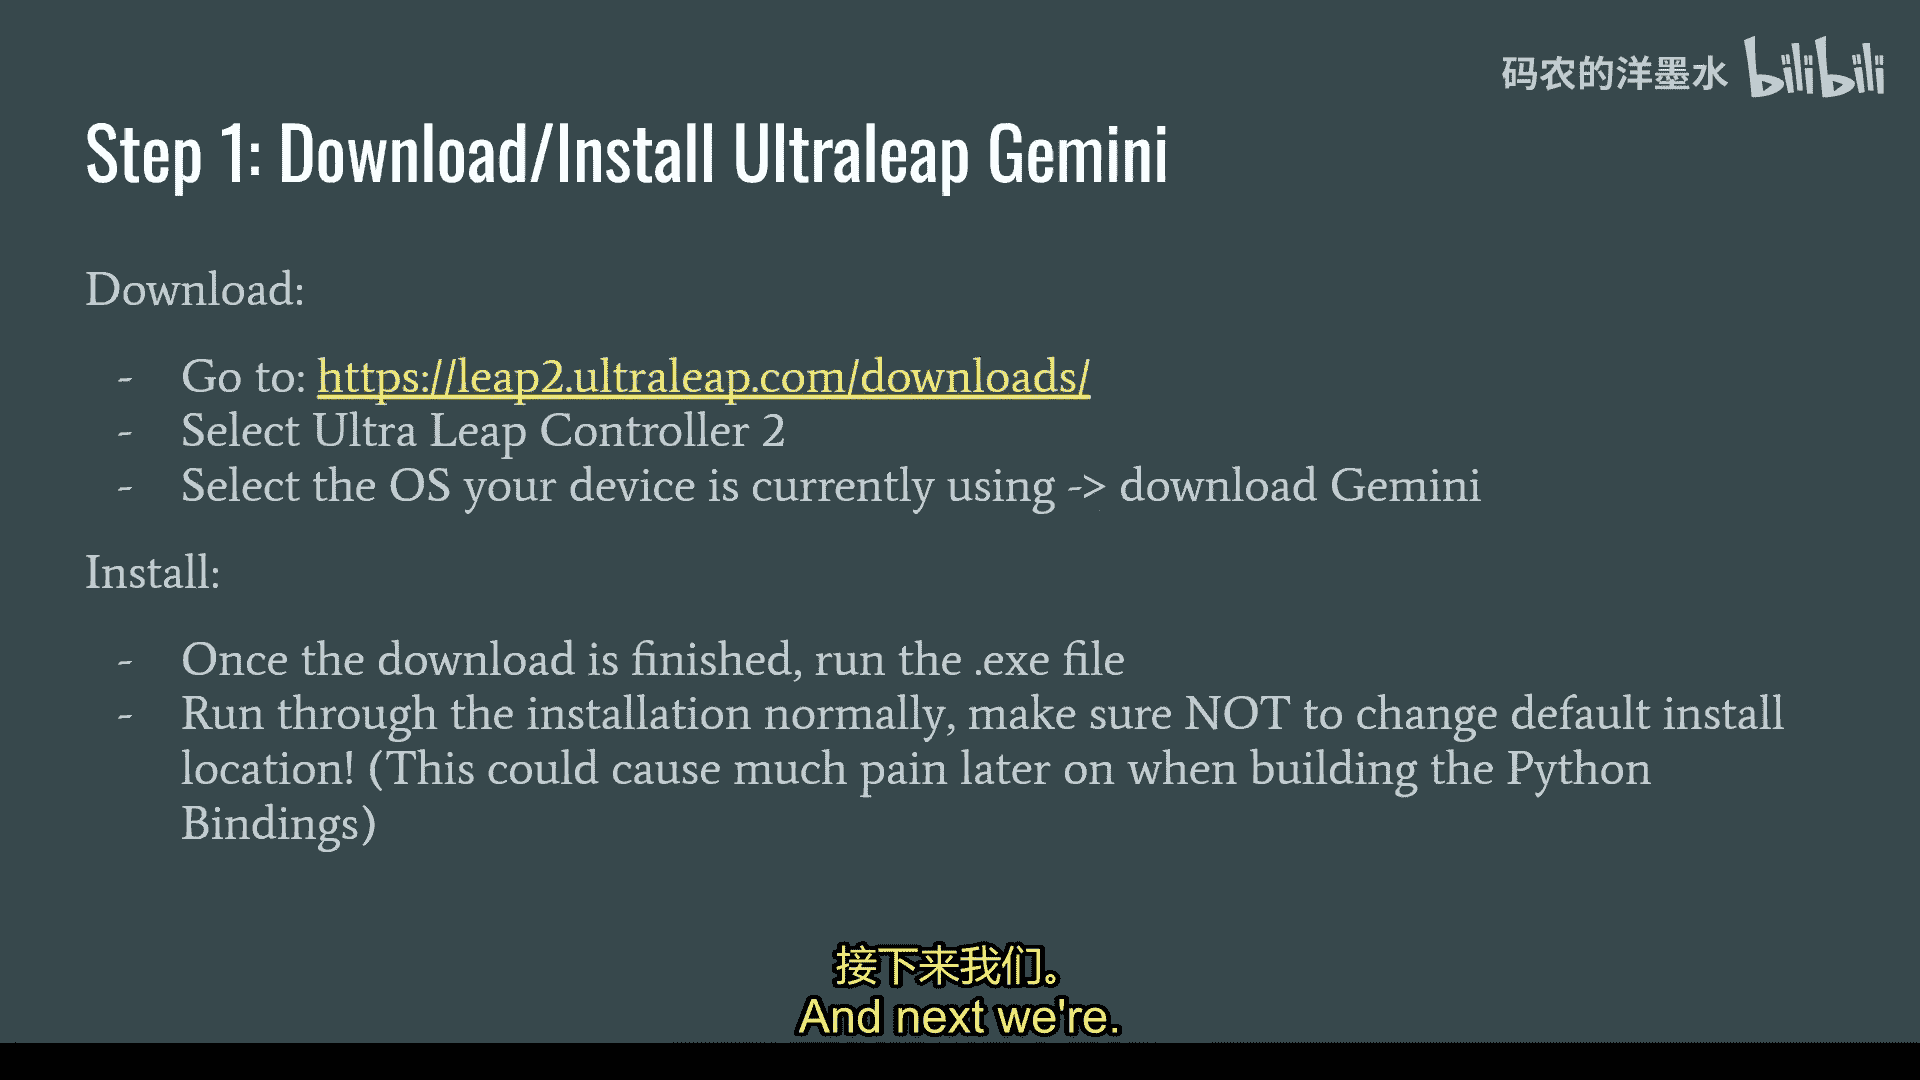 码农的洋墨水 bilibili
Step 1: Download/Install Ultraleap Gemini
Download:
- Go to: https://leap2.ultraleap.com/downloads/
- Select Ultra Leap Controller 2
- Select the OS your device is currently using -> download Gemini
Install:
- Once the download is finished, run the .exe file
- Run through the installation normally, make sure NOT to change default install
location! (This could cause much pain later on when building the Python
Bindings)
接下来我们。
And next we're.